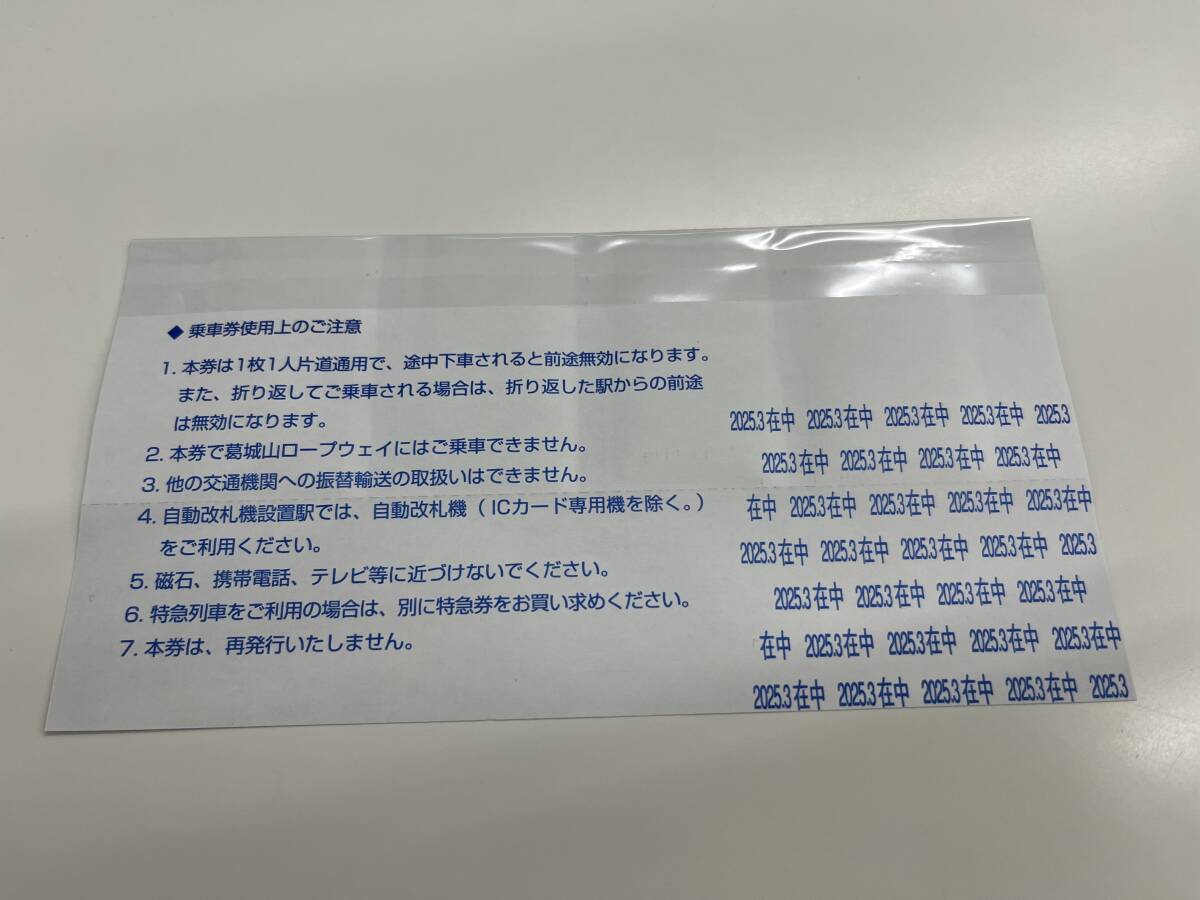 ◆ 乗車券使用上のご注意
1. 本券は1枚1人片道通用で、途中下車されると前途無効になります。
また、折り返してご乗車される場合は、折り返した駅からの前途
は無効になります。
2. 本券で葛城山ロープウェイにはご乗車できません。
3. 他の交通機関への振替輸送の取扱いはできません。
4. 自動改札機設置駅では、自動改札機（ICカード専用機を除く。）
をご利用ください。
5. 磁石、携帯電話、テレビ等に近づけないでください。
6. 特急列車をご利用の場合は、別に特急券をお買い求めください。
7. 本券は、再発行いたしません。
2025.3在中 2025.3在中 2025.3在中 2025.3在中 2025.3
2025.3在中 2025.3在中 2025.3在中 2025.3在中
在中 2025.3在中 2025.3在中 2025.3在中 2025.3在中
2025.3在中 2025.3在中 2025.3在中 2025.3在中 2025.3
2025.3在中 2025.3在中 2025.3在中 2025.3在中
在中 2025.3在中 2025.3在中 2025.3在中 2025.3在中
2025.3在中 2025.3在中 2025.3在中 2025.3在中 2025.3